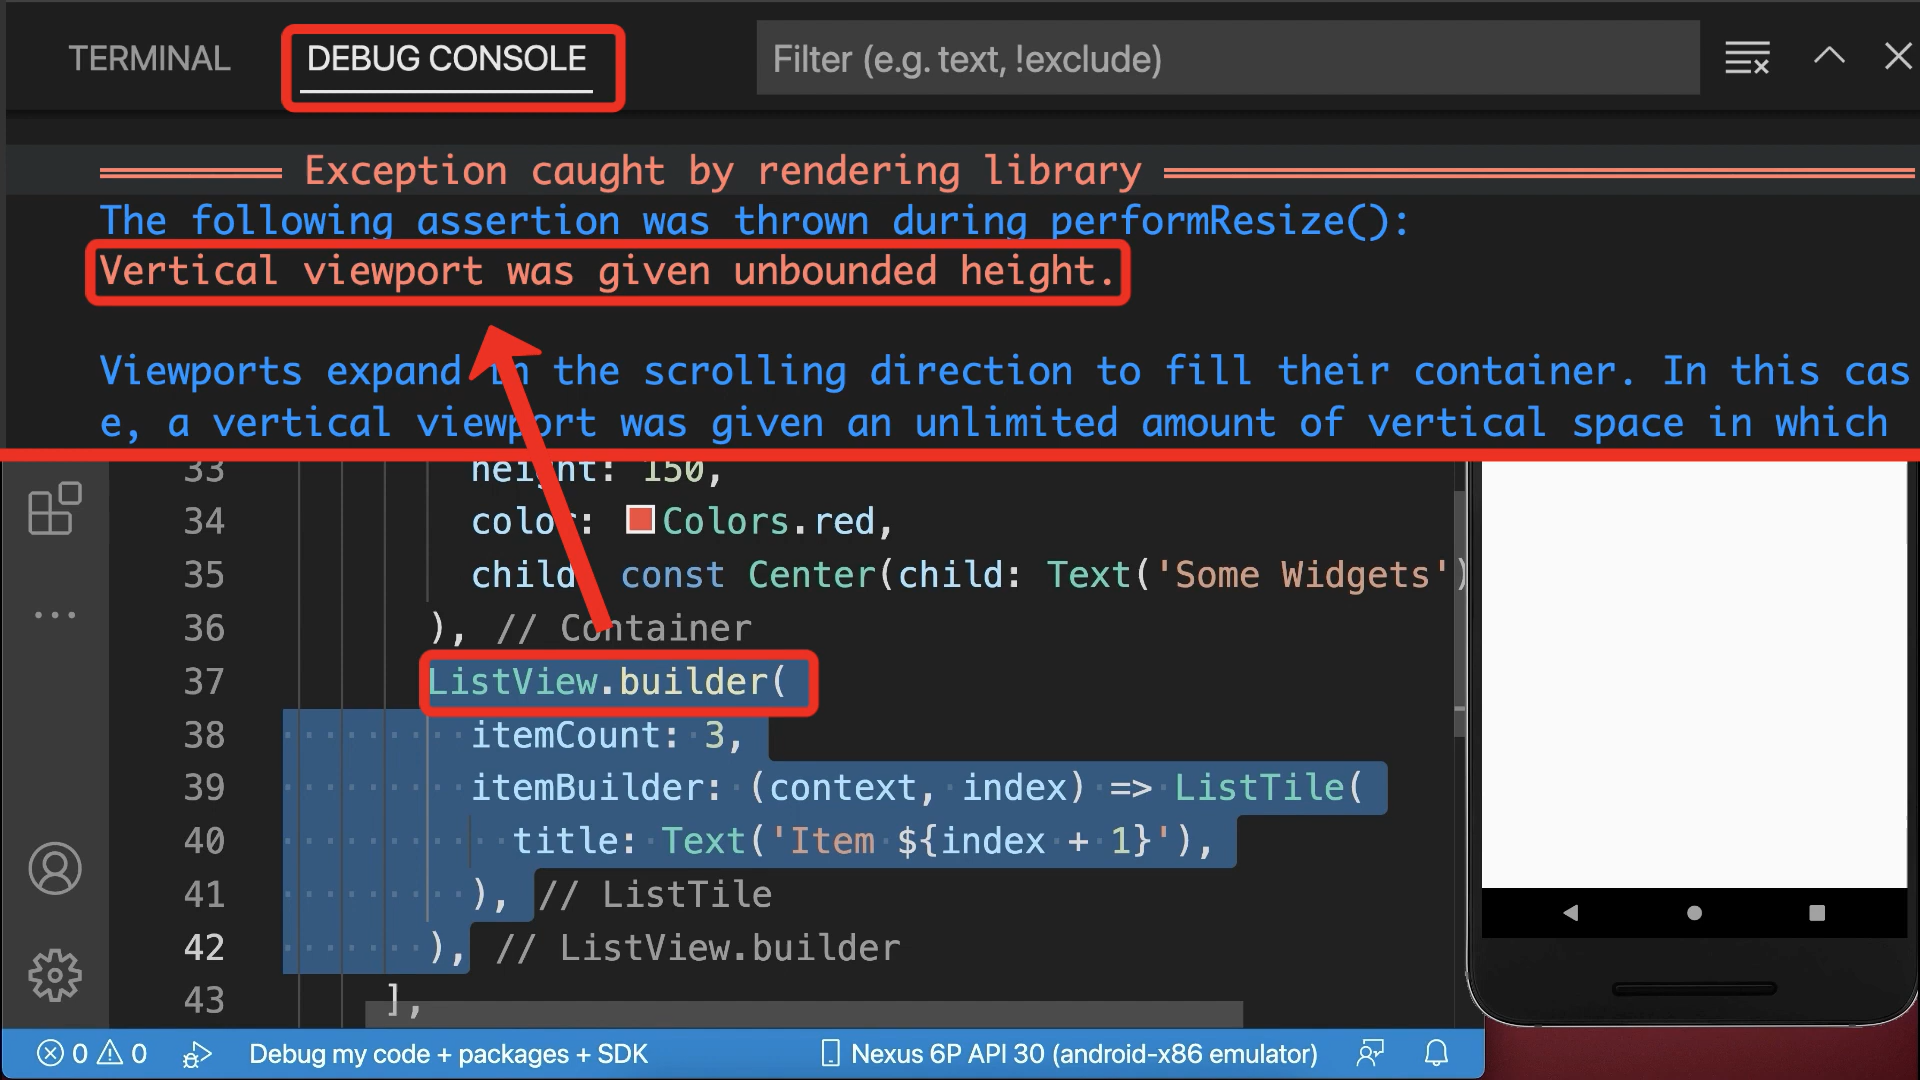 TERMINAL DEBUG CONSOLE Filter (e.g. text, !exclude)
Exception caught by rendering library
The following assertion was thrown during performResize():
Vertical viewport was given unbounded height.
Viewports expand in the scrolling direction to fill their container. In this cas
e, a vertical viewport was given an unlimited amount of vertical space in which
33 height: 150,
34 color: Colors.red,
35 child: const Center(child: Text('Some Widgets')
36 ), // Container
37 ListView.builder(
38 itemCount: 3,
39 itemBuilder: (context, index) => ListTile(
40 title: Text('Item ${index + 1}'),
41 ), // ListTile
42 ), // ListView.builder
43 ],
0 0 Debug my code + packages + SDK Nexus 6P API 30 (android-x86 emulator)